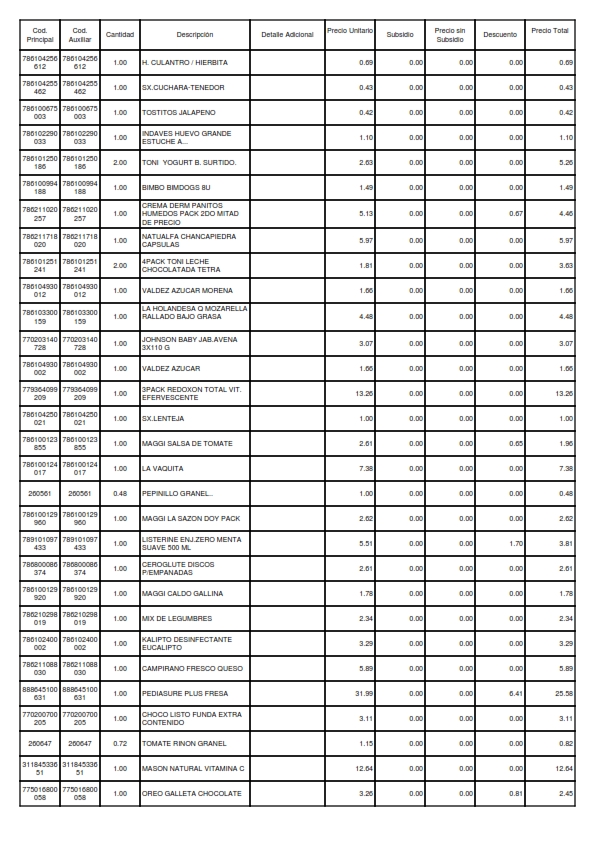 Cod. Principal Cod. Auxiliar Cantidad Descripción Detalle Adicional Precio Unitario Subsidio Precio sin Subsidio Descuento Precio Total
786104256612 786104256612 1.00 H. CULANTRO / HIERBITA 0.69 0.00 0.00 0.00 0.69
786104255462 786104255462 1.00 SX.CUCHARA-TENEDOR 0.43 0.00 0.00 0.00 0.43
786100675003 786100675003 1.00 TOSTITOS JALAPENO 0.42 0.00 0.00 0.00 0.42
786102290033 786102290033 1.00 INDAVES HUEVO GRANDE ESTUCHE A... 1.10 0.00 0.00 0.00 1.10
786101250186 786101250186 2.00 TONI YOGURT B. SURTIDO. 2.63 0.00 0.00 0.00 5.26
786100994188 786100994188 1.00 BIMBO BIMDOGS 8U 1.49 0.00 0.00 0.00 1.49
786211020257 786211020257 1.00 CREMA DERM PANITOS HUMEDOS PACK 2DO MITAD DE PRECIO 5.13 0.00 0.00 0.67 4.46
786211718020 786211718020 1.00 NATUALFA CHANCAPIEDRA CAPSULAS 5.97 0.00 0.00 0.00 5.97
786101251241 786101251241 2.00 4PACK TONI LECHE CHOCOLATADA TETRA 1.81 0.00 0.00 0.00 3.63
786104930012 786104930012 1.00 VALDEZ AZUCAR MORENA 1.66 0.00 0.00 0.00 1.66
786103300159 786103300159 1.00 LA HOLANDESA Q MOZARELLA RALLADO BAJO GRASA 4.48 0.00 0.00 0.00 4.48
770203140728 770203140728 1.00 JOHNSON BABY JAB.AVENA 3X110 G 3.07 0.00 0.00 0.00 3.07
786104930002 786104930002 1.00 VALDEZ AZUCAR 1.66 0.00 0.00 0.00 1.66
779364099209 779364099209 1.00 3PACK REDOXON TOTAL VIT. EFERVESCENTE 13.26 0.00 0.00 0.00 13.26
786104250021 786104250021 1.00 SX.LENTEJA 1.00 0.00 0.00 0.00 1.00
786100123855 786100123855 1.00 MAGGI SALSA DE TOMATE 2.61 0.00 0.00 0.65 1.96
786100124017 786100124017 1.00 LA VAQUITA 7.38 0.00 0.00 0.00 7.38
260561 260561 0.48 PEPINILLO GRANEL.. 1.00 0.00 0.00 0.00 0.48
786100129960 786100129960 1.00 MAGGI LA SAZON DOY PACK 2.62 0.00 0.00 0.00 2.62
789101097433 789101097433 1.00 LISTERINE ENJ.ZERO MENTA SUAVE 500 ML 5.51 0.00 0.00 1.70 3.81
786800086374 786800086374 1.00 CEROGLUTE DISCOS P/EMPANADAS 2.61 0.00 0.00 0.00 2.61
786100129920 786100129920 1.00 MAGGI CALDO GALLINA 1.78 0.00 0.00 0.00 1.78
786210298019 786210298019 1.00 MIX DE LEGUMBRES 2.34 0.00 0.00 0.00 2.34
786102400002 786102400002 1.00 KALIPTO DESINFECTANTE EUCALIPTO 3.29 0.00 0.00 0.00 3.29
786211088030 786211088030 1.00 CAMPIRANO FRESCO QUESO 5.89 0.00 0.00 0.00 5.89
888645100631 888645100631 1.00 PEDIASURE PLUS FRESA 31.99 0.00 0.00 6.41 25.58
770200700205 770200700205 1.00 CHOCO LISTO FUNDA EXTRA CONTENIDO 3.11 0.00 0.00 0.00 3.11
260647 260647 0.72 TOMATE RINON GRANEL 1.15 0.00 0.00 0.00 0.82
31184533651 31184533651 1.00 MASON NATURAL VITAMINA C 12.64 0.00 0.00 0.00 12.64
775016800058 775016800058 1.00 OREO GALLETA CHOCOLATE 3.26 0.00 0.00 0.81 2.45